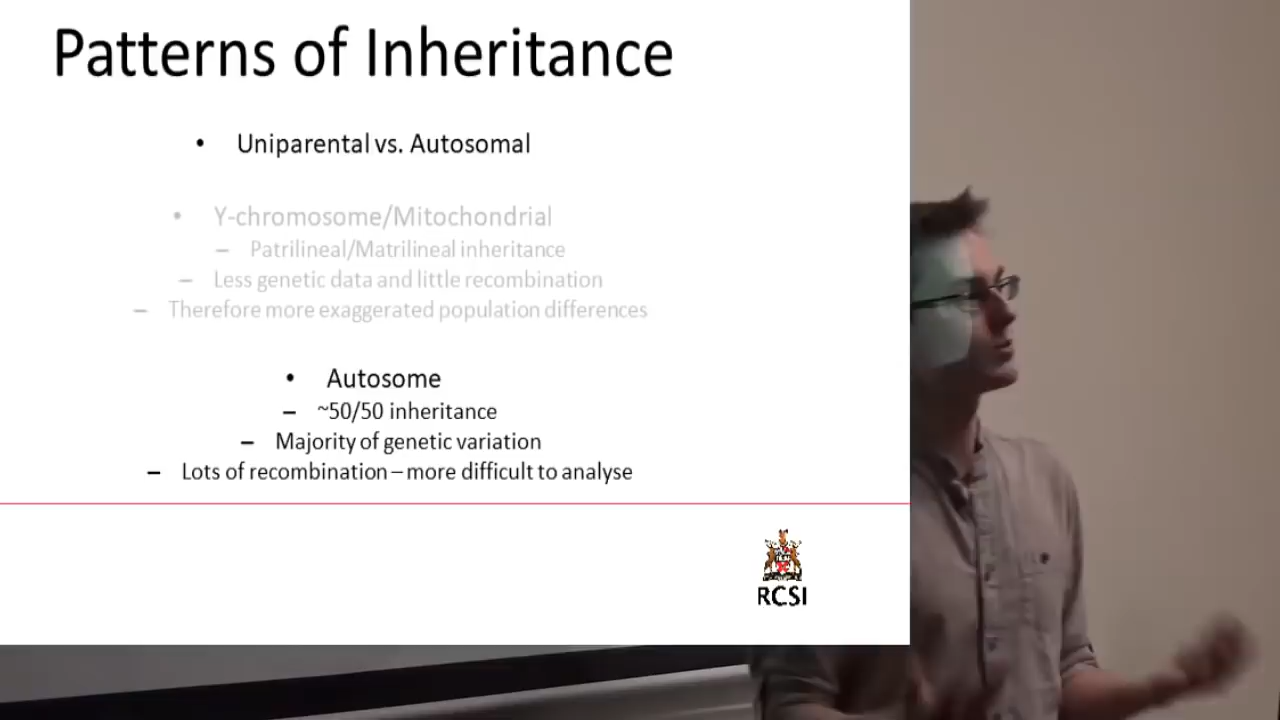 Patterns of Inheritance
• Uniparental vs. Autosomal
• Y-chromosome/Mitochondrial
– Patrilineal/Matrilineal inheritance
– Less genetic data and little recombination
– Therefore more exaggerated population differences
• Autosome
– ~50/50 inheritance
– Majority of genetic variation
– Lots of recombination – more difficult to analyse
RCSI